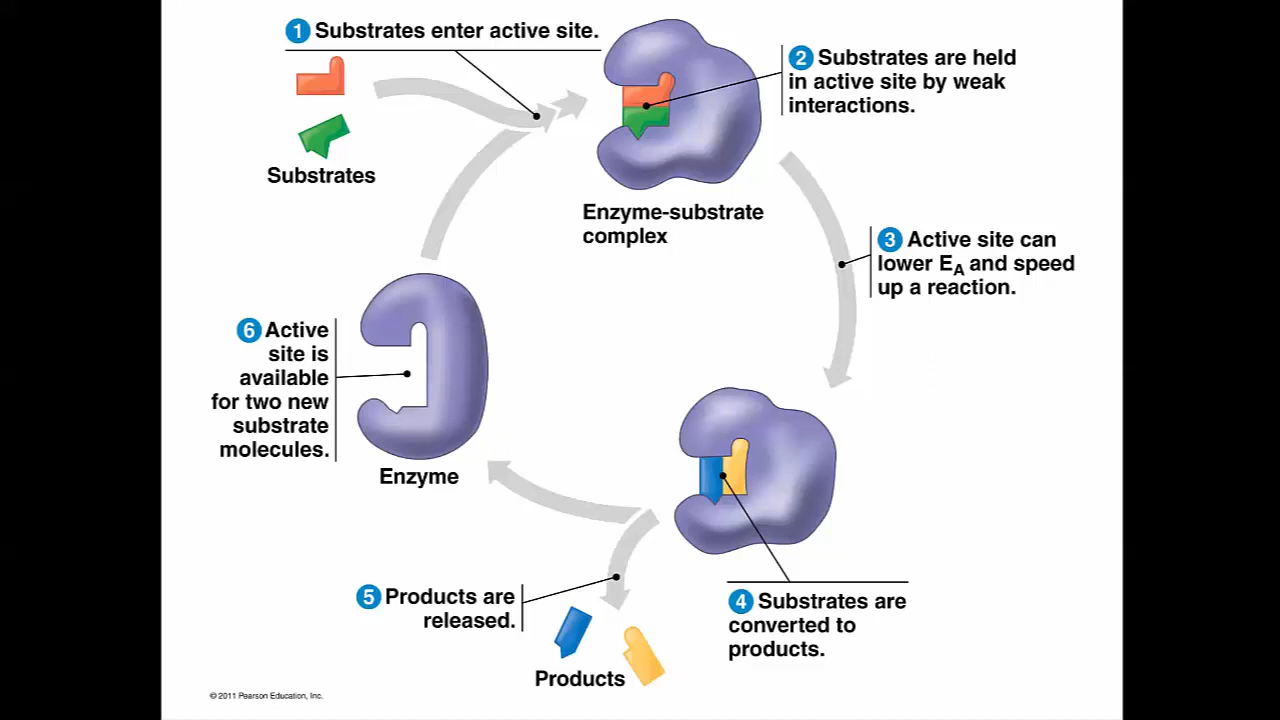 1 Substrates enter active site.
Substrates
2 Substrates are held
in active site by weak
interactions.
Enzyme-substrate
complex
3 Active site can
lower EA and speed
up a reaction.
6 Active
site is
available
for two new
substrate
molecules.
Enzyme
4 Substrates are
converted to
products.
5 Products are
released.
Products
© 2011 Pearson Education, Inc.